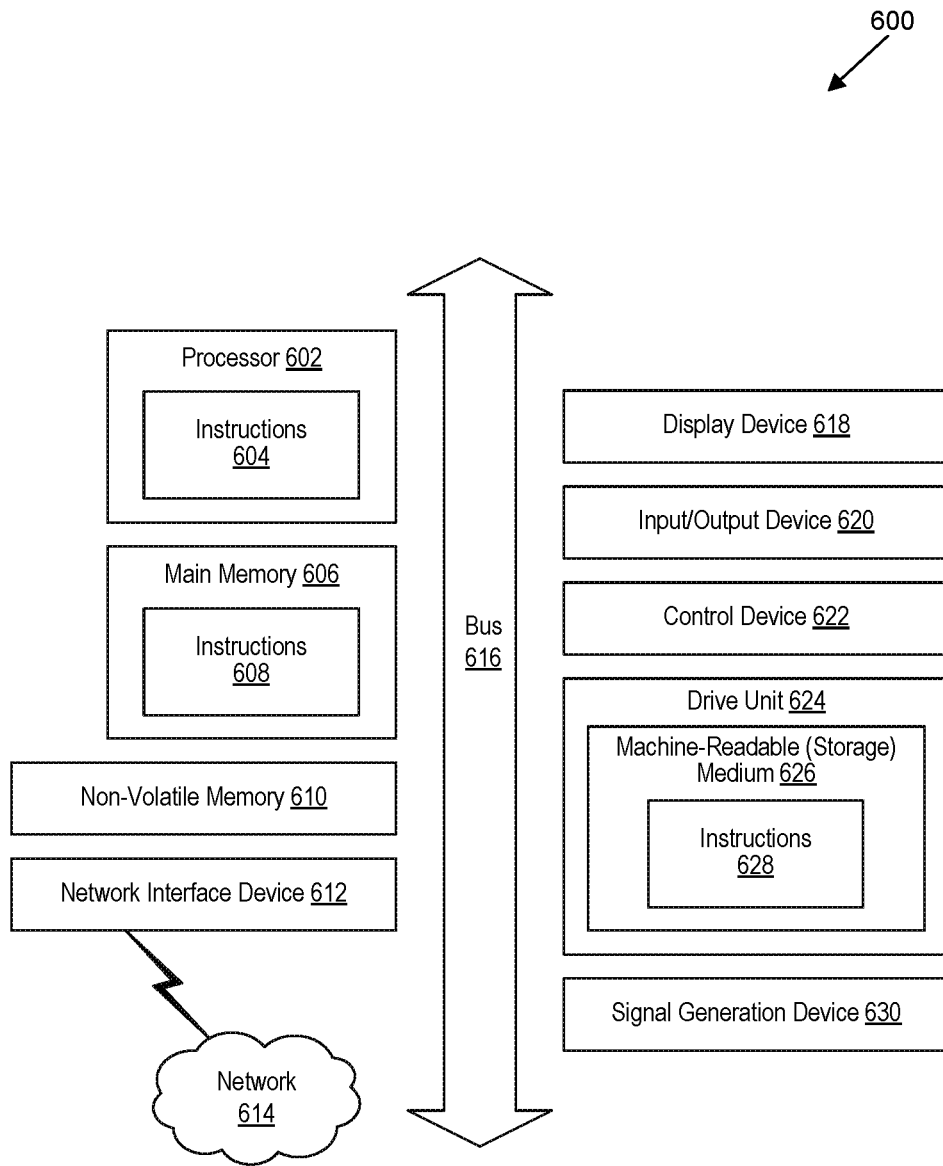 600
Processor 602
Instructions
604
Main Memory 606
Instructions
608
Non-Volatile Memory 610
Network Interface Device 612
Network
614
Bus
616
Display Device 618
Input/Output Device 620
Control Device 622
Drive Unit 624
Machine-Readable (Storage)
Medium 626
Instructions
628
Signal Generation Device 630